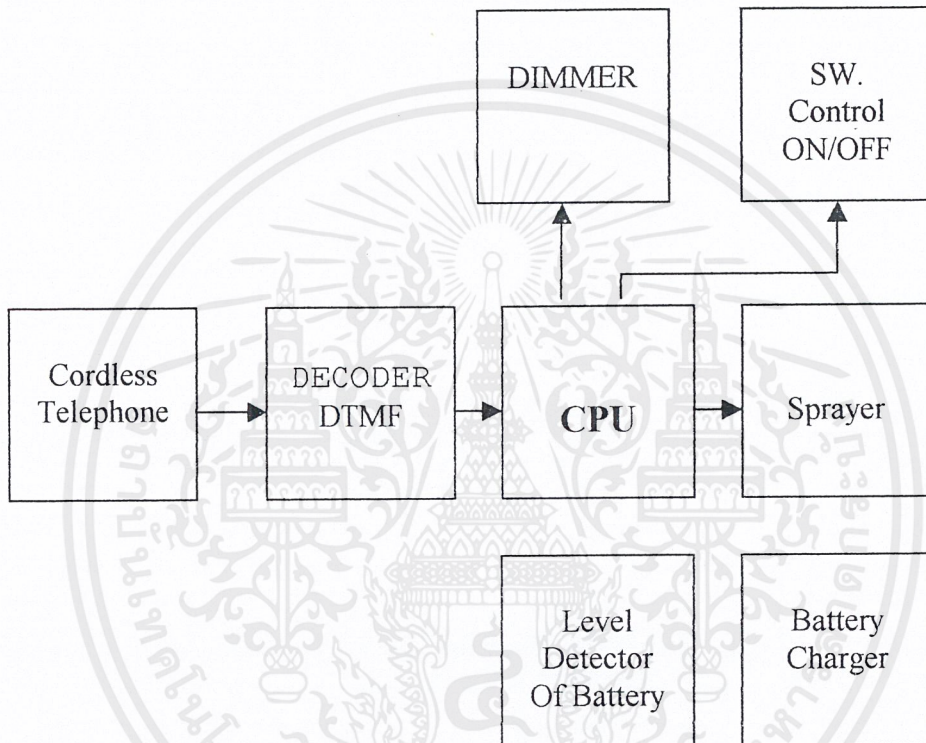 DIMMER
SW.
Control
ON/OFF
Cordless
Telephone
DECODER
DTMF
CPU
Sprayer
Level
Detector
Of Battery
Battery
Charger